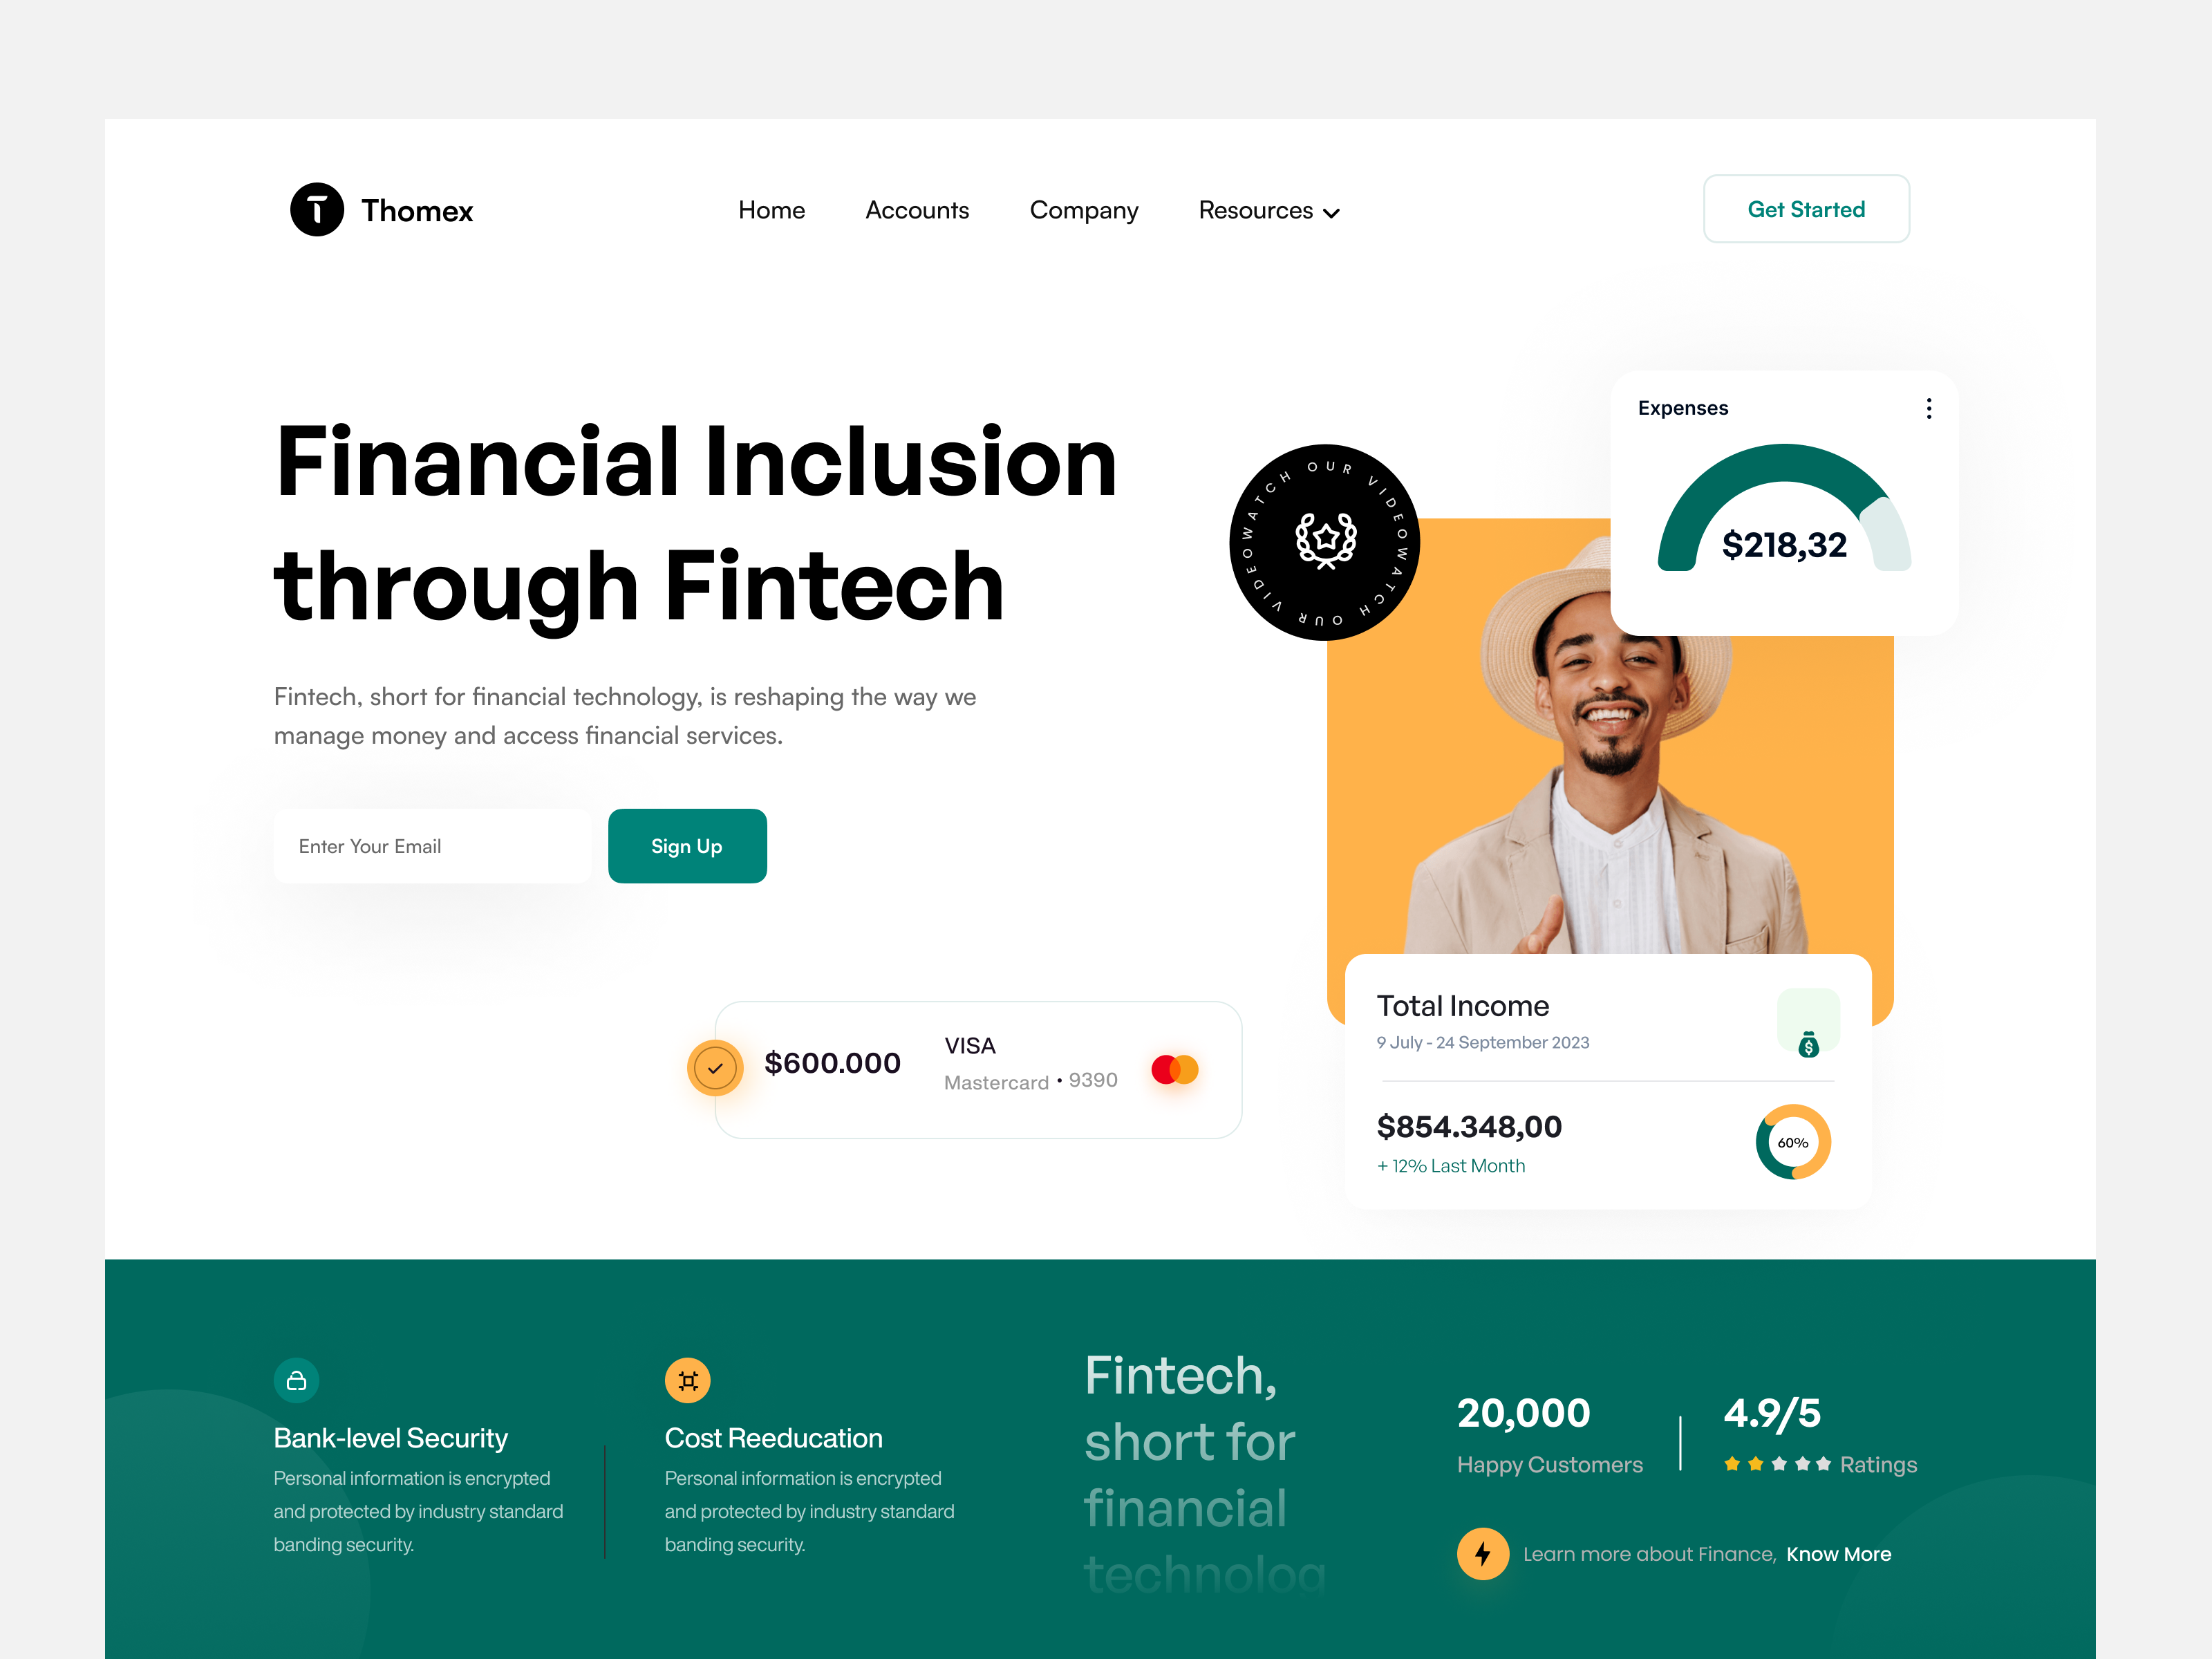 Thomex
Home
Accounts
Company
Resources
Get Started
Financial Inclusion
through Fintech
Fintech, short for financial technology, is reshaping the way we
manage money and access financial services.
Enter Your Email
Sign Up
WATCH OUR VIDEO WATCH OUR VIDEO
Expenses
$218,32
$600.000
VISA
Mastercard • 9390
Total Income
9 July - 24 September 2023
$854.348,00
+ 12% Last Month
60%
Bank-level Security
Personal information is encrypted
and protected by industry standard
banding security.
Cost Reeducation
Personal information is encrypted
and protected by industry standard
banding security.
Fintech,
short for
financial
technolog
20,000
Happy Customers
4.9/5
Ratings
Learn more about Finance, Know More